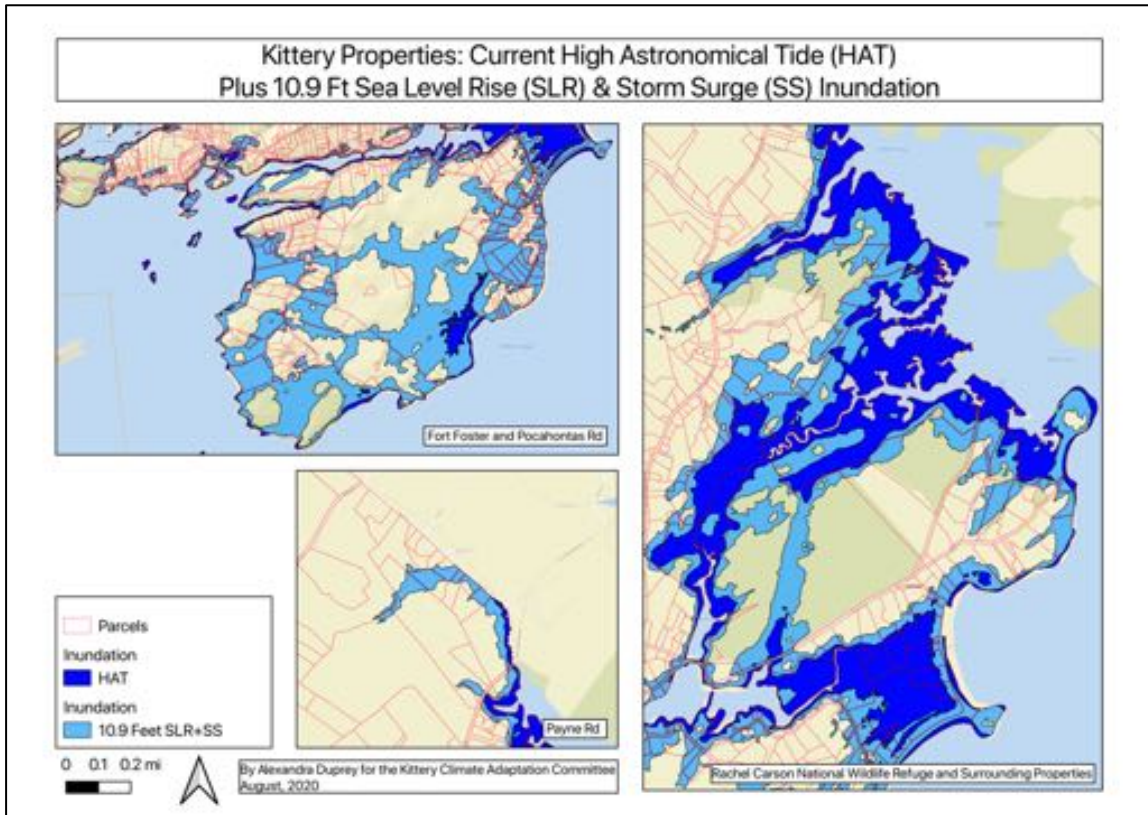 Kittery Properties: Current High Astronomical Tide (HAT)
Plus 10.9 Ft Sea Level Rise (SLR) & Storm Surge (SS) Inundation
Fort Foster and Pocahontas Rd
Payne Rd
Rachel Carson National Wildlife Refuge and Surrounding Properties
Parcels
Inundation
HAT
Inundation
10.9 Feet SLR+SS
0 0.1 0.2 mi
By Alexandra Duprey for the Kittery Climate Adaptation Committee
August, 2020